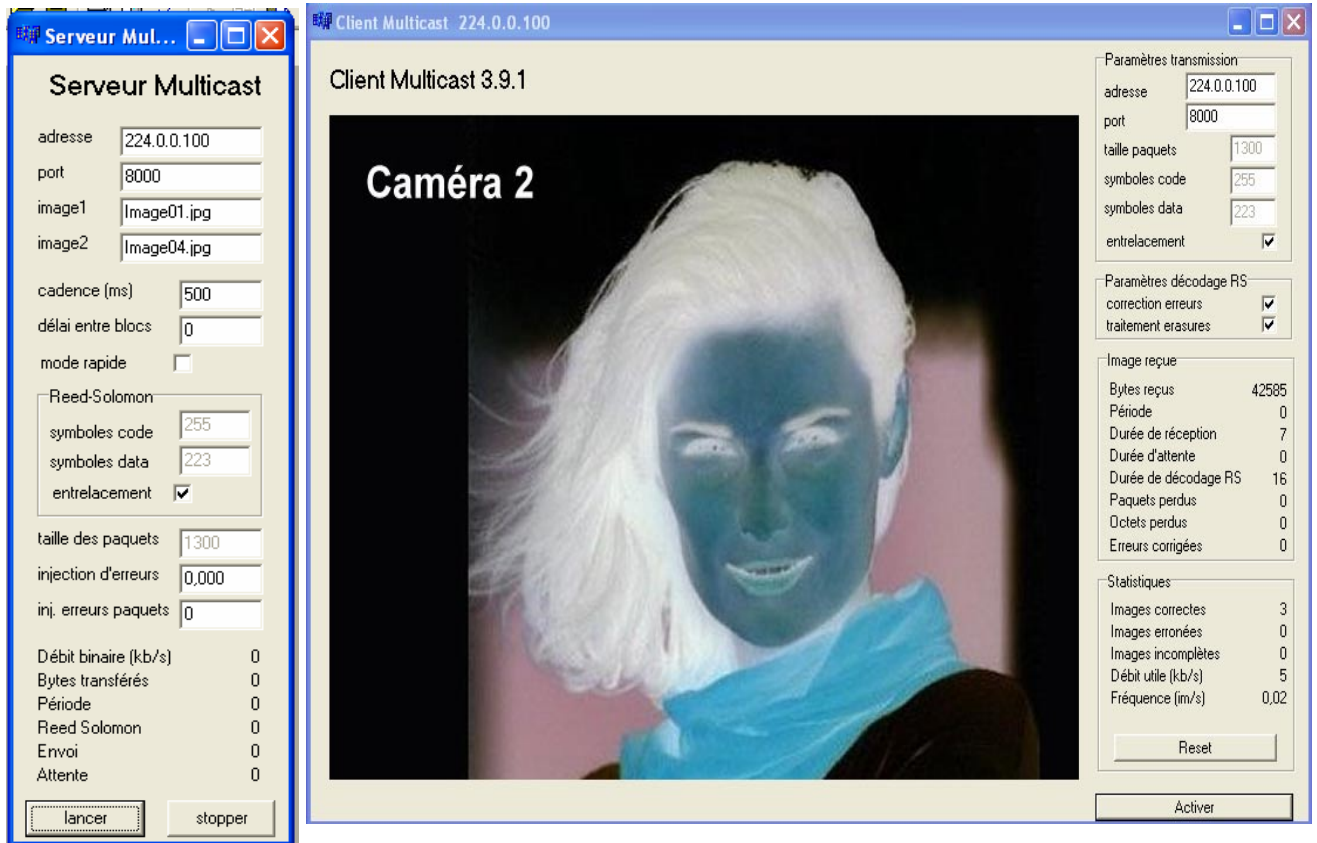 Serveur Mul...
Serveur Multicast
adresse 224.0.0.100
port 8000
image1 Image01.jpg
image2 Image04.jpg
cadence (ms) 500
délai entre blocs 0
mode rapide
Reed-Solomon
symboles code 255
symboles data 223
entrelacement
taille des paquets 1300
injection d'erreurs 0,000
inj. erreurs paquets 0
Débit binaire (kb/s) 0
Bytes transférés 0
Période 0
Reed Solomon 0
Envoi 0
Attente 0
lancer stopper
Client Multicast 224.0.0.100
Client Multicast 3.9.1
Caméra 2
Paramètres transmission
adresse 224.0.0.100
port 8000
taille paquets 1300
symboles code 255
symboles data 223
entrelacement
Paramètres décodage RS
correction erreurs
traitement erasures
Image reçue
Bytes reçus 42585
Période 0
Durée de réception 7
Durée d'attente 0
Durée de décodage RS 16
Paquets perdus 0
Octets perdus 0
Erreurs corrigées 0
Statistiques
Images correctes 3
Images erronées 0
Images incomplètes 0
Débit utile (kb/s) 5
Fréquence (im/s) 0,02
Reset
Activer